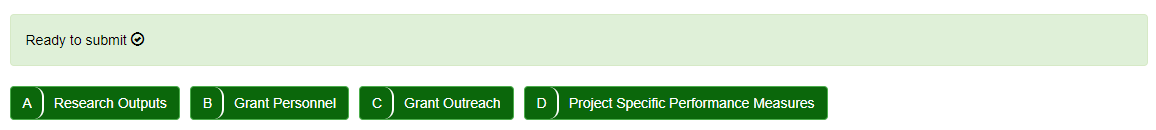 Ready to submit
A Research Outputs B Grant Personnel C Grant Outreach D Project Specific Performance Measures